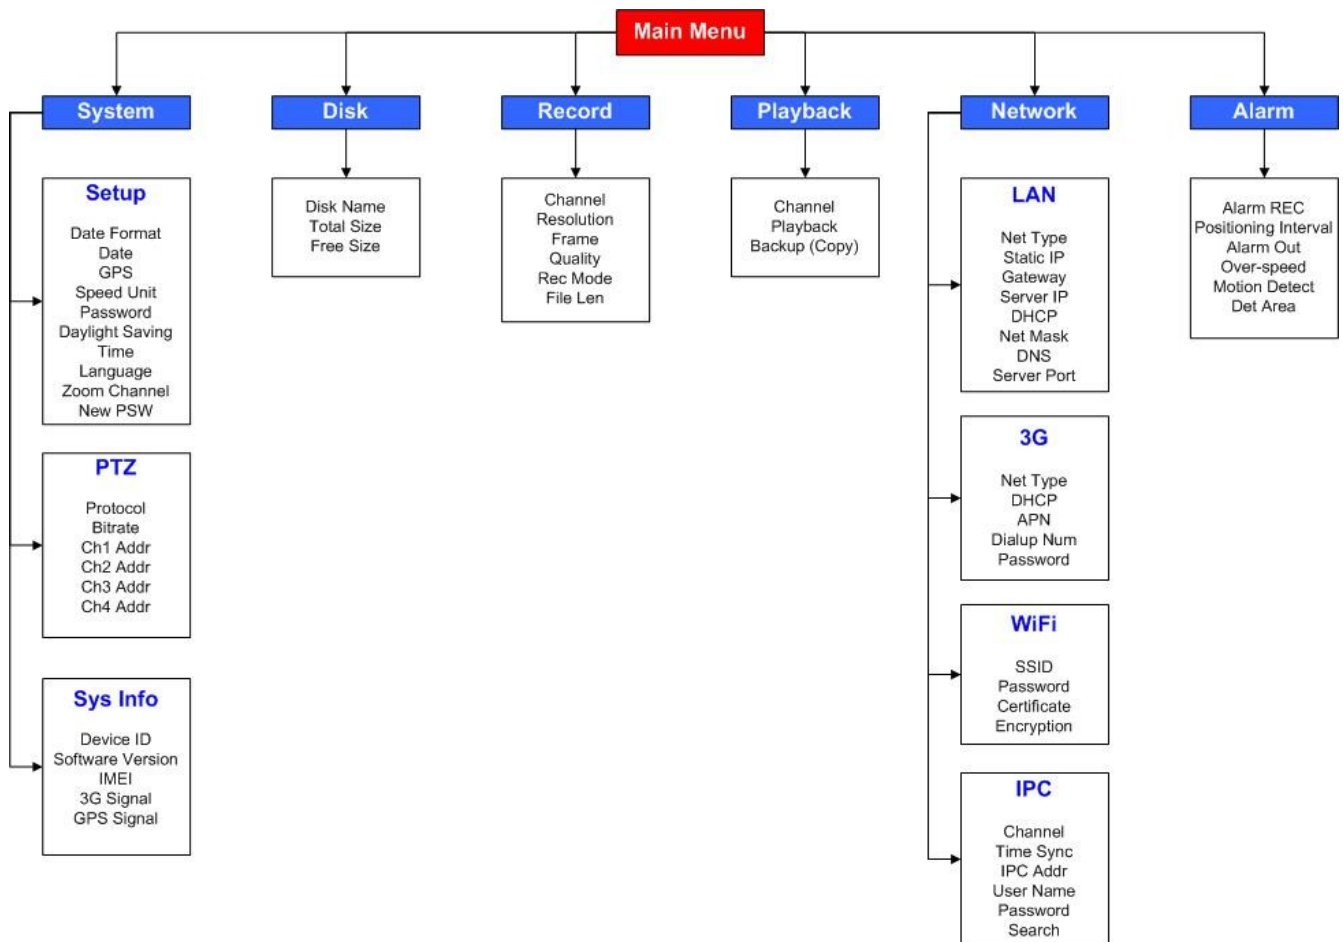 Main Menu
System
Disk
Record
Playback
Network
Alarm
Setup
Date Format
Date
GPS
Speed Unit
Password
Daylight Saving
Time
Language
Zoom Channel
New PSW
PTZ
Protocol
Bitrate
Ch1 Addr
Ch2 Addr
Ch3 Addr
Ch4 Addr
Sys Info
Device ID
Software Version
IMEI
3G Signal
GPS Signal
Disk Name
Total Size
Free Size
Channel
Resolution
Frame
Quality
Rec Mode
File Len
Channel
Playback
Backup (Copy)
LAN
Net Type
Static IP
Gateway
Server IP
DHCP
Net Mask
DNS
Server Port
3G
Net Type
DHCP
APN
Dialup Num
Password
WiFi
SSID
Password
Certificate
Encryption
IPC
Channel
Time Sync
IPC Addr
User Name
Password
Search
Alarm REC
Positioning Interval
Alarm Out
Over-speed
Motion Detect
Det Area